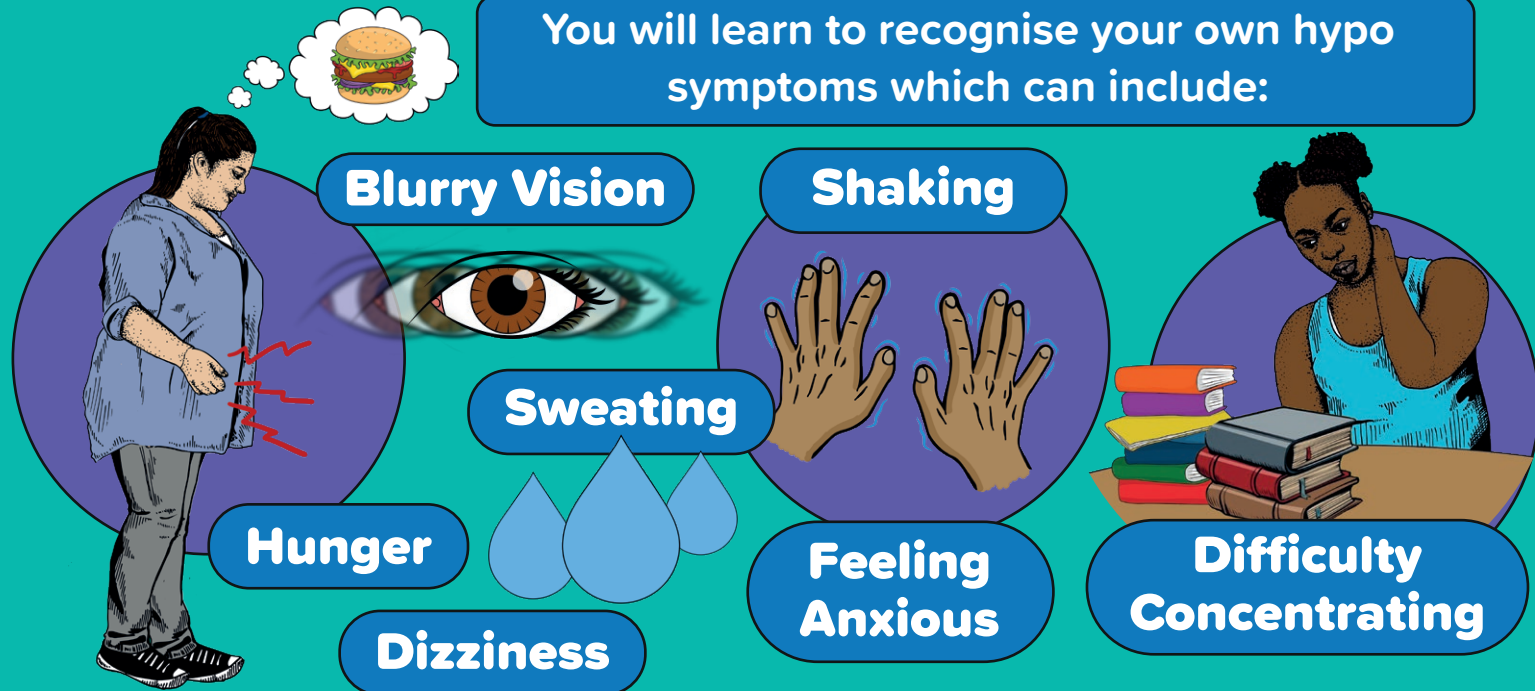 You will learn to recognise your own hypo
symptoms which can include:
Blurry Vision
Shaking
Sweating
Hunger
Feeling
Anxious
Difficulty
Concentrating
Dizziness